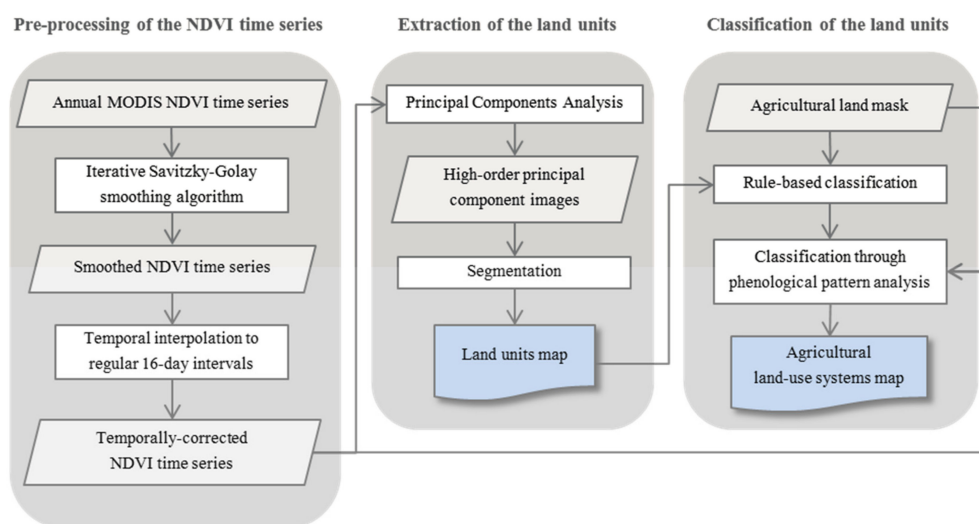 Pre-processing of the NDVI time series
Annual MODIS NDVI time series
Iterative Savitzky-Golay
smoothing algorithm
Smoothed NDVI time series
Temporal interpolation to
regular 16-day intervals
Temporally-corrected
NDVI time series
Extraction of the land units
Principal Components Analysis
High-order principal
component images
Segmentation
Land units map
Classification of the land units
Agricultural land mask
Rule-based classification
Classification through
phenological pattern analysis
Agricultural
land-use systems map